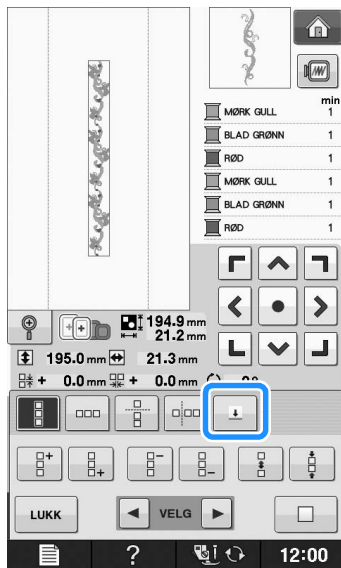 min
MØRK GULL 1
BLAD GRØNN 1
RØD 1
MØRK GULL 1
BLAD GRØNN 1
RØD 1
194.9 mm
21.2 mm
195.0 mm 21.3 mm
+ 0.0 mm + 0.0 mm
LUKK VELG
? 12:00